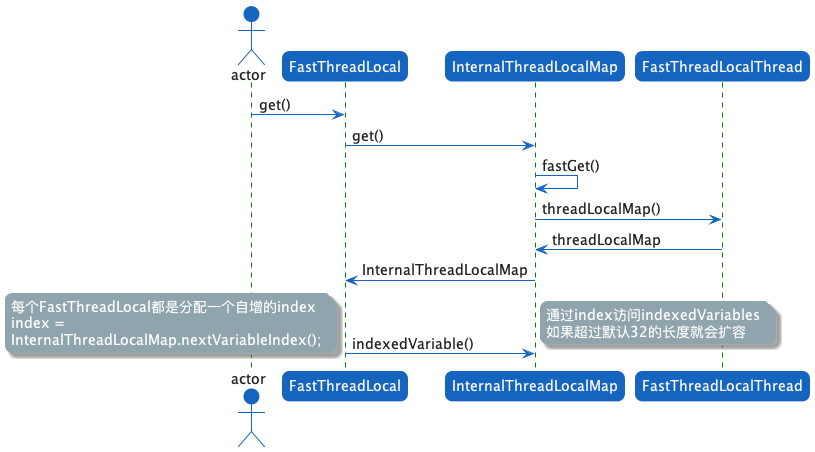 actor
FastThreadLocal
InternalThreadLocalMap
FastThreadLocalThread
get()
get()
fastGet()
threadLocalMap()
threadLocalMap
InternalThreadLocalMap
每个FastThreadLocal都是分配一个自增的index
index =
InternalThreadLocalMap.nextVariableIndex();
通过index访问indexedVariables
如果超过默认32的长度就会扩容
indexedVariable()
actor
FastThreadLocal
InternalThreadLocalMap
FastThreadLocalThread